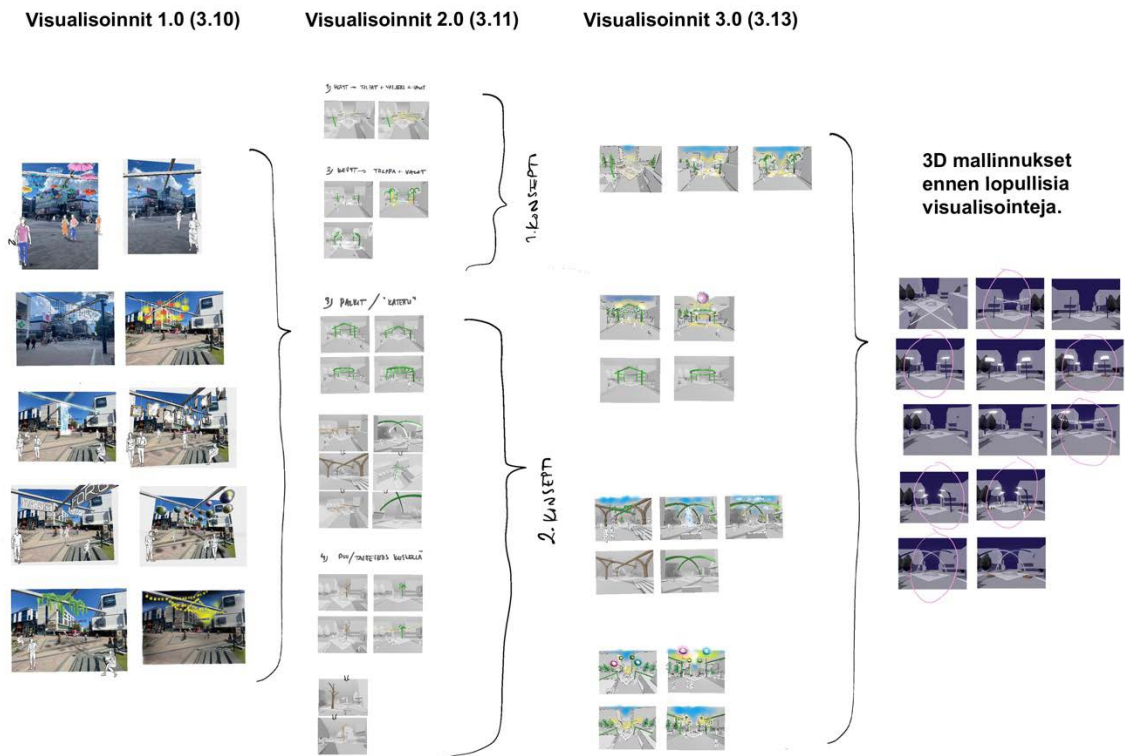 Visualisoinnit 1.0 (3.10)
Visualisoinnit 2.0 (3.11)
Visualisoinnit 3.0 (3.13)
1. KONSEPTI
3) PALKIT /
2. KONSEPTI
3D mallinnukset
ennen lopullisia
visualisointeja.